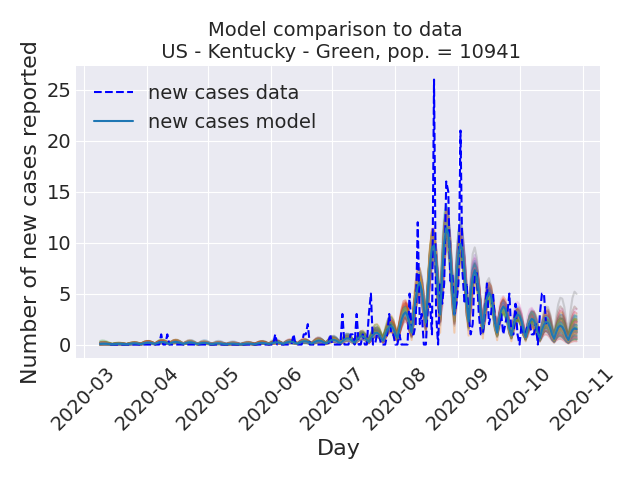 Model comparison to data
US - Kentucky - Green, pop. = 10941
Number of new cases reported
25
20
15
10
5
0
new cases data
new cases model
2020-03
2020-04
2020-05
2020-06
2020-07
2020-08
2020-09
2020-10
2020-11
Day